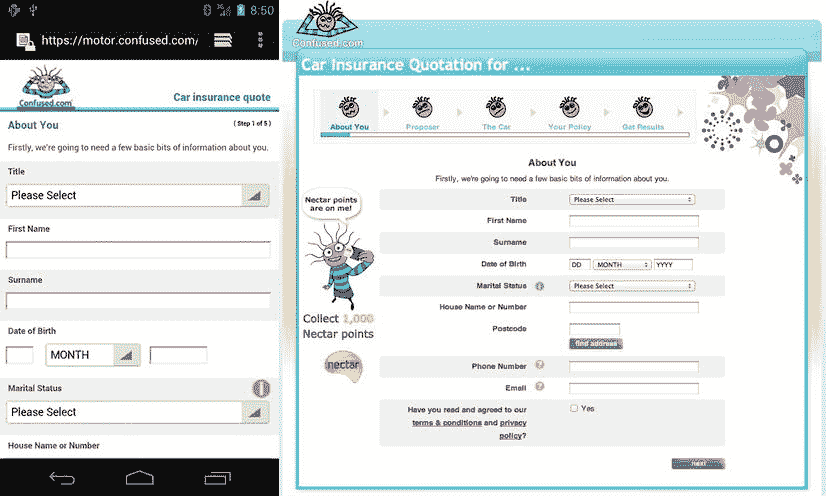 8:50
https://motor.confused.com/
Confused.com
Car insurance quote
About You
( Step 1 of 5 )
Firstly, we're going to need a few basic bits of information about you.
Title
Please Select
First Name
Surname
Date of Birth
MONTH
Marital Status
Please Select
House Name or Number
Confused.com
Car Insurance Quotation for ...
About You
Proposer
The Car
Your Policy
Get Results
About You
Firstly, we're going to need a few basic bits of information about you.
Title
Please Select
First Name
Surname
Date of Birth
DD
MONTH
YYYY
Marital Status
Please Select
House Name or Number
Postcode
find address
Phone Number
?
Email
?
Have you read and agreed to our
terms & conditions and privacy
policy?
Yes
next
Nectar points
are on me!
Collect 1,000
Nectar points
nectar